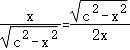 x/√(c²-x²) = √(c²-x²)/2x